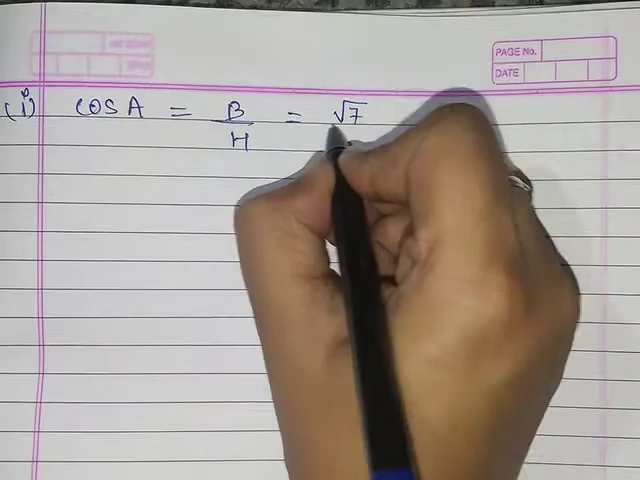 PAGE No.
DATE
(i) COS A = B/H = √7